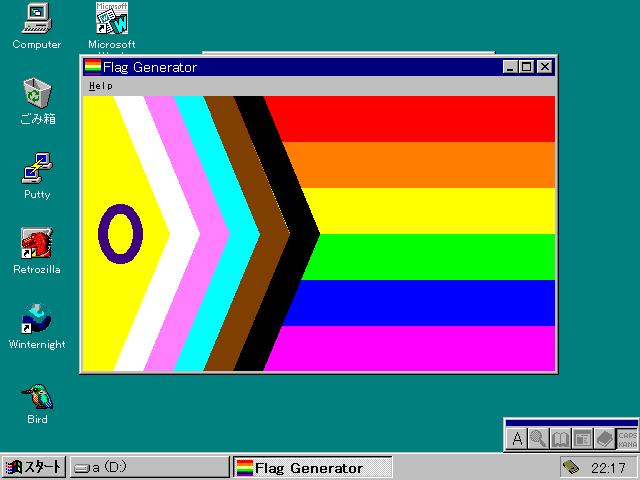 Computer
Microsoft
Flag Generator
Help
ごみ箱
Putty
Retrozilla
Winternight
Bird
A
CAPS
KANA
スタート
a (D:)
Flag Generator
22:17